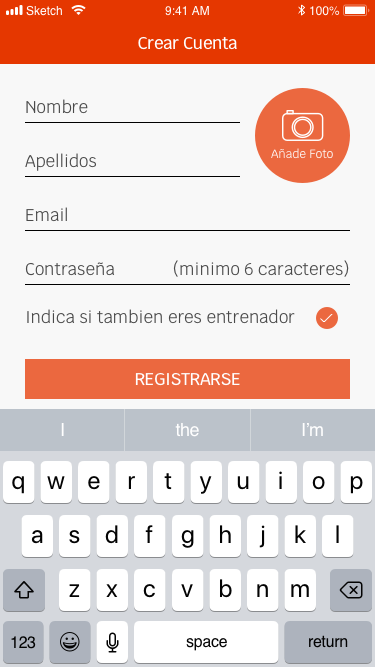 Sketch 9:41 AM 100%
Crear Cuenta
Nombre
Añade Foto
Apellidos
Email
Contraseña (minimo 6 caracteres)
Indica si tambien eres entrenador
REGISTRARSE
I the I'm
q w e r t y u i o p
a s d f g h j k l
z x c v b n m
123 space return